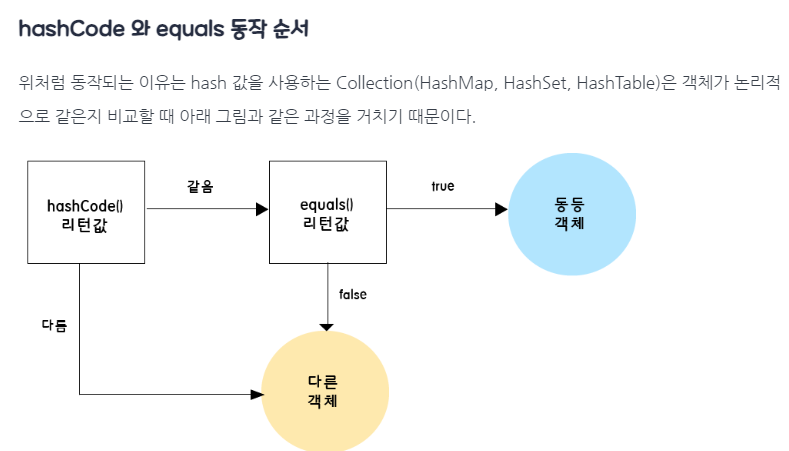 hashCode 와 equals 동작 순서
위처럼 동작되는 이유는 hash 값을 사용하는 Collection(HashMap, HashSet, HashTable)은 객체가 논리적
으로 같은지 비교할 때 아래 그림과 같은 과정을 거치기 때문이다.
hashCode()
리턴값
같음
equals()
리턴값
true
동등
객체
다름
false
다른
객체